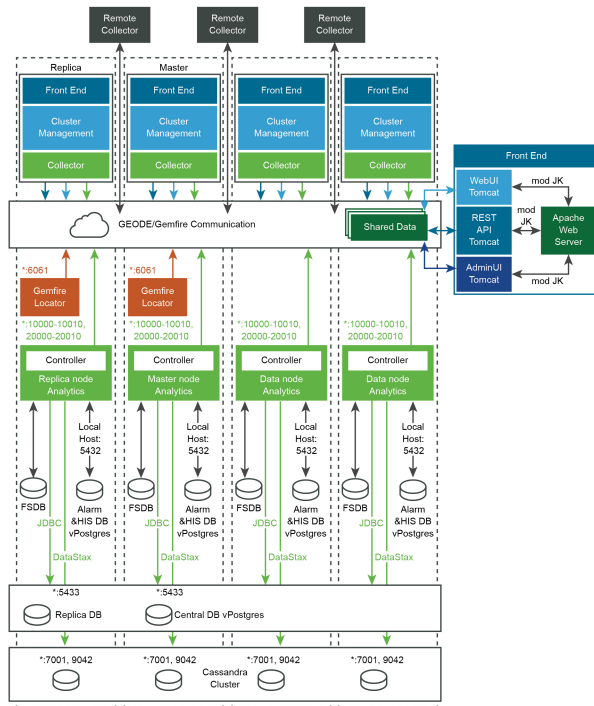 Remote
Collector
Remote
Collector
Remote
Collector
Replica
Master
Front End
Front End
Front End
Front End
Cluster
Management
Cluster
Management
Cluster
Management
Cluster
Management
Collector
Collector
Collector
Collector
Front End
WebUI
Tomcat
mod JK
REST
API
Tomcat
mod
JK
Apache
Web
Server
AdminUI
Tomcat
mod JK
GEODE/Gemfire Communication
Shared Data
*:6061
*:6061
Gemfire
Locator
Gemfire
Locator
*:10000-10010,
20000-20010
*:10000-10010,
20000-20010
*:10000-10010,
20000-20010
*:10000-10010,
20000-20010
Controller
Controller
Controller
Controller
Replica node
Analytics
Master node
Analytics
Data node
Analytics
Data node
Analytics
Local
Host:
5432
Local
Host:
5432
Local
Host:
5432
Local
Host:
5432
FSDB
FSDB
FSDB
FSDB
Alarm
&HIS DB
vPostgres
Alarm
&HIS DB
vPostgres
Alarm
&HIS DB
vPostgres
Alarm
&HIS DB
vPostgres
JDBC
JDBC
JDBC
JDBC
DataStax
DataStax
DataStax
DataStax
*:5433
*:5433
Replica DB
Central DB vPostgres
*:7001, 9042
*:7001, 9042
*:7001, 9042
*:7001, 9042
Cassandra
Cluster